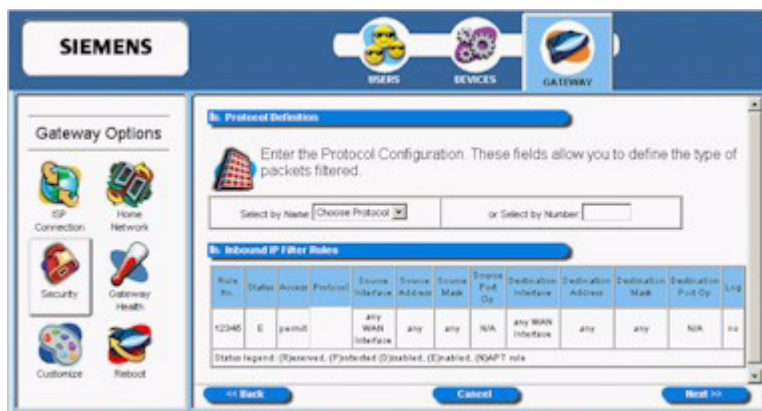 SIEMENS
USERS
DEVICES
GATEWAY
Gateway Options
ISP Connection
Home Network
Security
Gateway Health
Customize
Reboot
Protocol Definition
Enter the Protocol Configuration. These fields allow you to define the type of
packets filtered.
Select by Name: Choose Protocol
or Select by Number:
Inbound IP Filter Rules
Rule No. Status Access Protocol Source Interface Source Address Source Mask Source Port Op Destination Interface Destination Address Destination Mask Destination Port Op. Log
12345 E permit any WAN Interface any any N/A any WAN Interface any any N/A no
Status legend: (R)eserved, (P)rotected (D)isabled, (E)nabled, (N)APT rule
<< Back
Cancel
Next >>